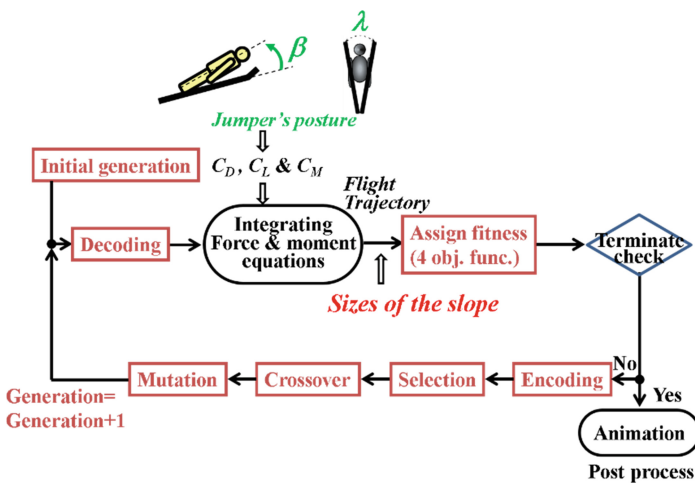 λ
β
Jumper's posture
Initial generation
C_D, C_L & C_M
Flight
Trajectory
Decoding
Integrating
Force & moment
equations
Assign fitness
(4 obj. func.)
Terminate
check
Sizes of the slope
No
Mutation
Crossover
Selection
Encoding
Generation=
Generation+1
Yes
Animation
Post process